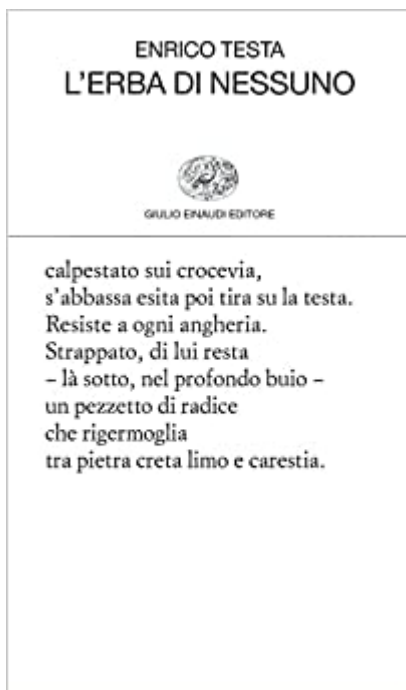 ENRICO TESTA
L'ERBA DI NESSUNO
GIULIO EINAUDI EDITORE
calpestato sui crocevia,
s'abbassa esita poi tira su la testa.
Resiste a ogni angheria.
Strappato, di lui resta
– là sotto, nel profondo buio –
un pezzetto di radice
che rigermoglia
tra pietra creta limo e carestia.